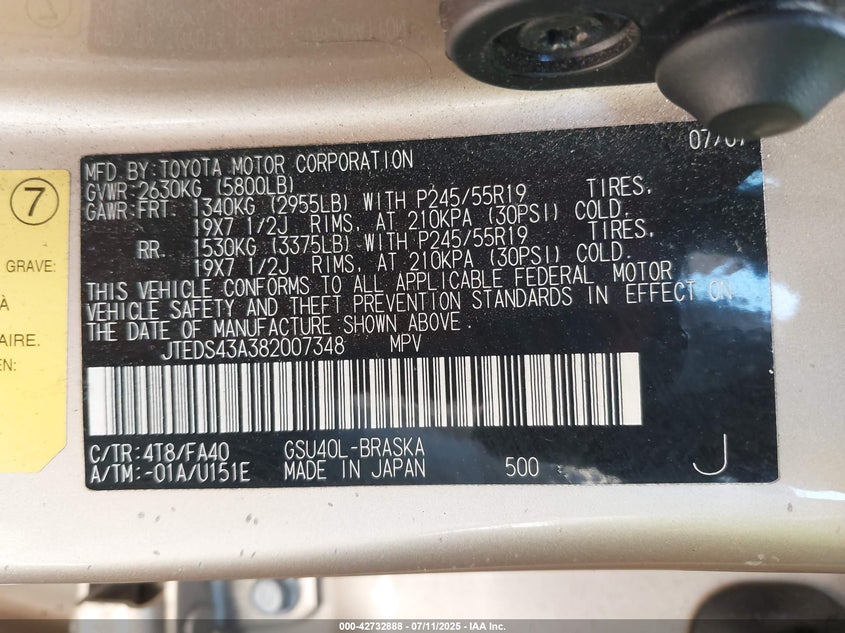 07/07
MFD.BY:TOYOTA MOTOR CORPORATION
GVWR:2630KG (5800LB)
GAWR:FRT. 1340KG (2955LB) WITH P245/55R19 TIRES,
19X7 1/2J RIMS, AT 210KPA (30PSI) COLD.
RR. 1530KG (3375LB) WITH P245/55R19 TIRES,
19X7 1/2J RIMS, AT 210KPA (30PSI) COLD.
THIS VEHICLE CONFORMS TO ALL APPLICABLE FEDERAL MOTOR
VEHICLE SAFETY AND THEFT PREVENTION STANDARDS IN EFFECT ON
THE DATE OF MANUFACTURE SHOWN ABOVE.
JTEDS43A382007348 MPV
C/TR:4T8/FA40 GSU40L-BRASKA
A/TM:-01A/U151E MADE IN JAPAN 500 J
7
GRAVE:
À
AIRE.
EN:
000-42732888 - 07/11/2025 - IAA Inc.